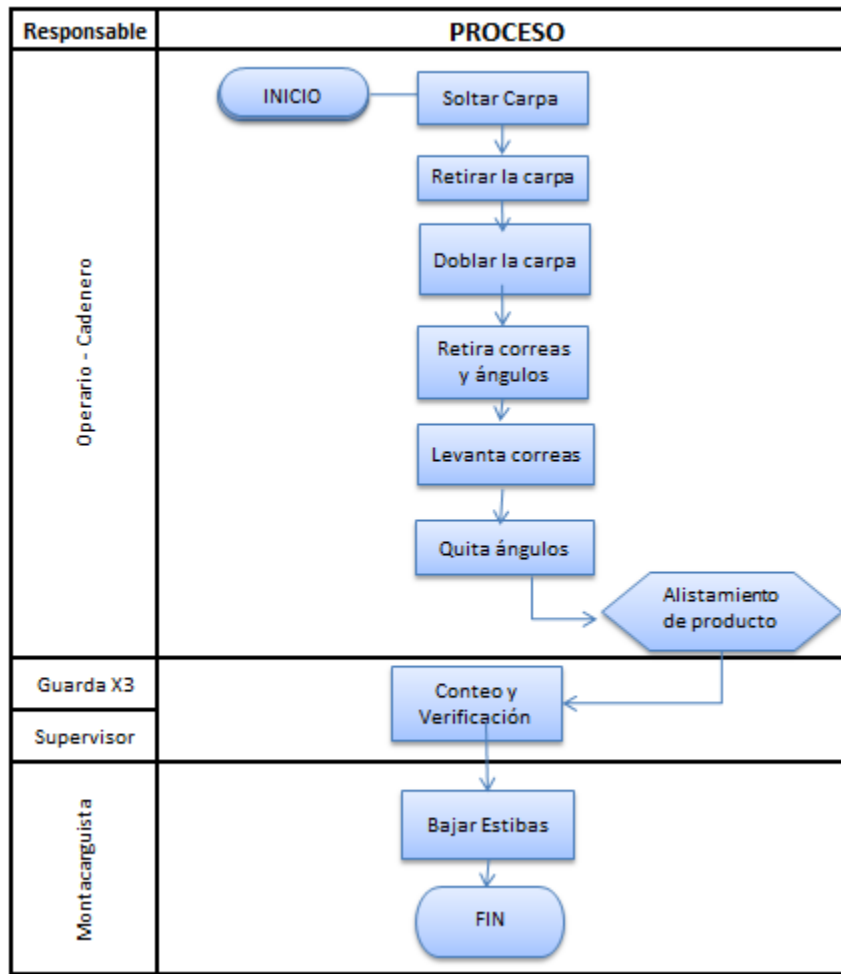 Responsable
PROCESO
Operario - Cadenero
INICIO
Soltar Carpa
Retirar la carpa
Doblar la carpa
Retira correas
y ángulos
Levanta correas
Quita ángulos
Alistamiento
de producto
Guarda X3
Supervisor
Conteo y
Verificación
Montacarguista
Bajar Estibas
FIN